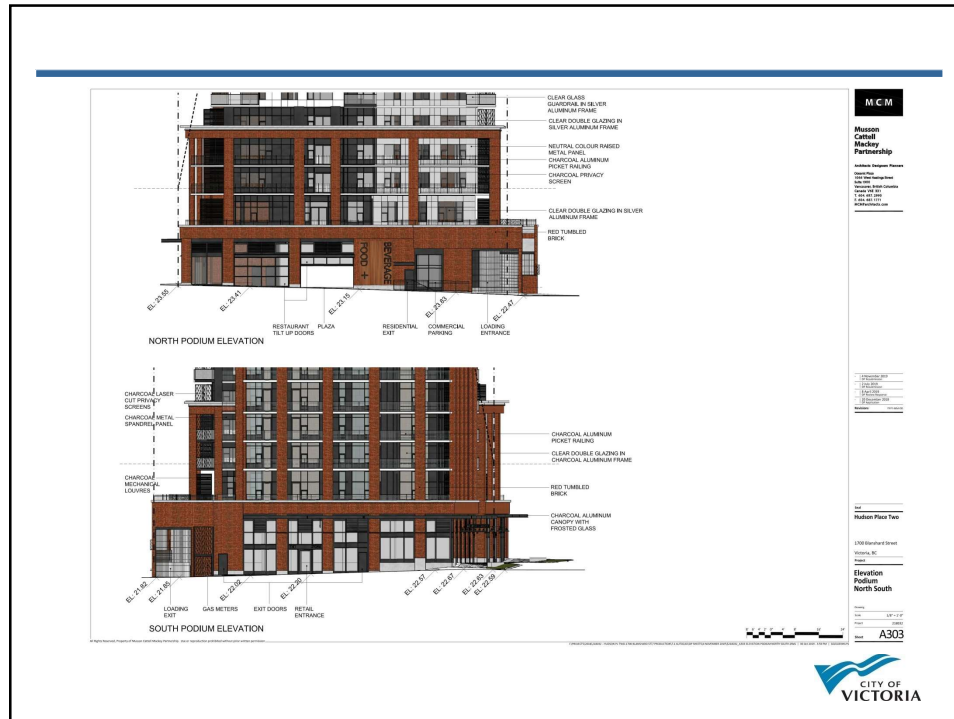 CLEAR GLASS
GUARDRAIL IN SILVER
ALUMINUM FRAME
CLEAR DOUBLE GLAZING IN
SILVER ALUMINUM FRAME
NEUTRAL COLOUR RAISED
METAL PANEL
CHARCOAL ALUMINUM
PICKET RAILING
CHARCOAL PRIVACY
SCREEN
CLEAR DOUBLE GLAZING IN SILVER
ALUMINUM FRAME
RED TUMBLED
BRICK
FOOD +
BEVERAGE
EL: 23.55
EL: 23.41
EL: 23.15
EL: 23.63
EL: 22.47
RESTAURANT
TILT UP DOORS
PLAZA
RESIDENTIAL
EXIT
COMMERCIAL
PARKING
LOADING
ENTRANCE
NORTH PODIUM ELEVATION
CHARCOAL LASER
CUT PRIVACY
SCREENS
CHARCOAL METAL
SPANDREL PANEL
CHARCOAL
MECHANICAL
LOUVRES
CHARCOAL ALUMINUM
PICKET RAILING
CLEAR DOUBLE GLAZING IN
CHARCOAL ALUMINUM FRAME
RED TUMBLED
BRICK
CHARCOAL ALUMINUM
CANOPY WITH
FROSTED GLASS
EL: 21.82
EL: 21.85
EL: 22.02
EL: 22.20
EL: 22.57
EL: 22.67
EL: 22.63
EL: 22.59
LOADING
EXIT
GAS METERS
EXIT DOORS
RETAIL
ENTRANCE
SOUTH PODIUM ELEVATION
MCM
Musson
Cattell
Mackey
Partnership
Architects Designers Planners
Hudson Place Two
1700 Blanshard Street
Victoria, BC
Project
Elevation
Podium
North South
Drawing
Scale
Project
Sheet
A303
CITY OF
VICTORIA